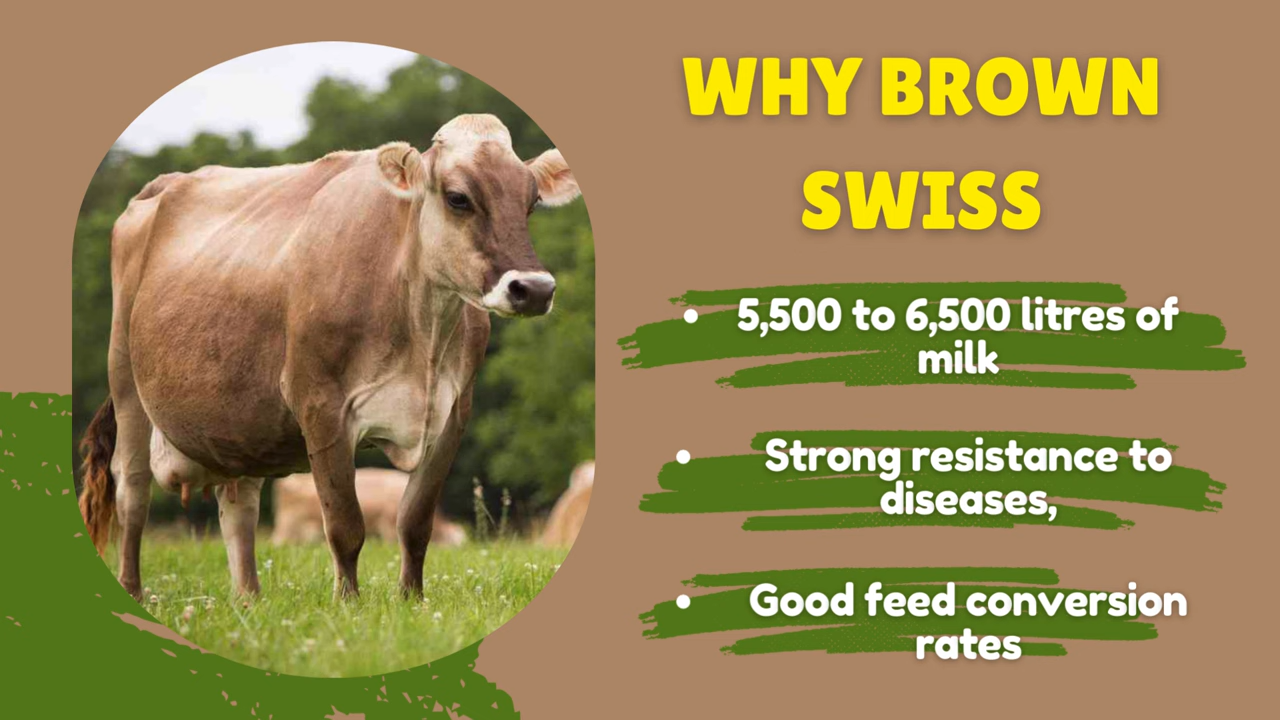 WHY BROWN
SWISS
• 5,500 to 6,500 litres of
milk
• Strong resistance to
diseases,
• Good feed conversion
rates